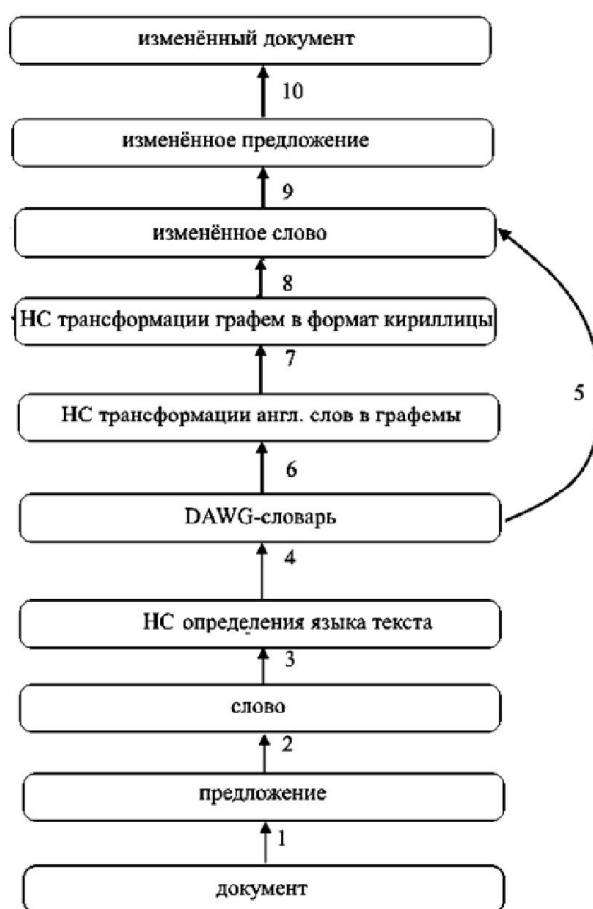 изменённый документ
10
изменённое предложение
9
изменённое слово
8
НС трансформации графем в формат кириллицы
7
5
НС трансформации англ. слов в графемы
6
DAWG-словарь
4
НС определения языка текста
3
слово
2
предложение
1
документ